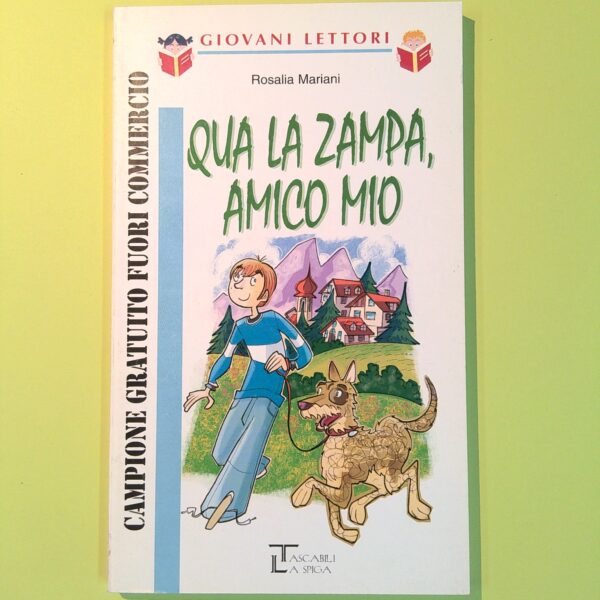 GIOVANI LETTORI
Rosalia Mariani
QUA LA ZAMPA,
AMICO MIO
CAMPIONE GRATUITO FUORI COMMERCIO
TASCABILI
LA SPIGA